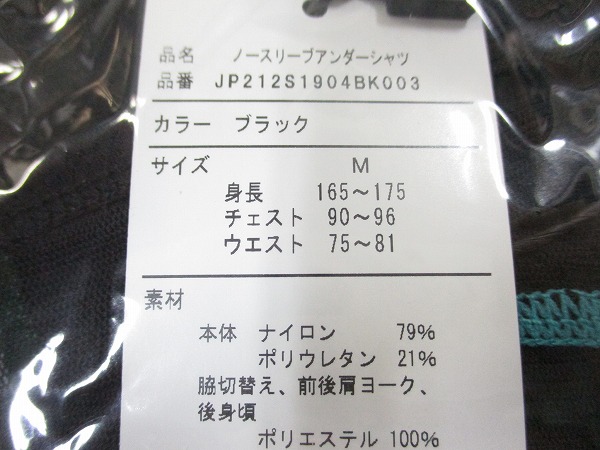 品名 ノースリーブアンダーシャツ
品番 JP212S1904BK003
カラー ブラック
サイズ M
身長 165～175
チェスト 90～96
ウエスト 75～81
素材
本体 ナイロン 79%
ポリウレタン 21%
脇切替え、前後肩ヨーク、
後身頃
ポリエステル 100%